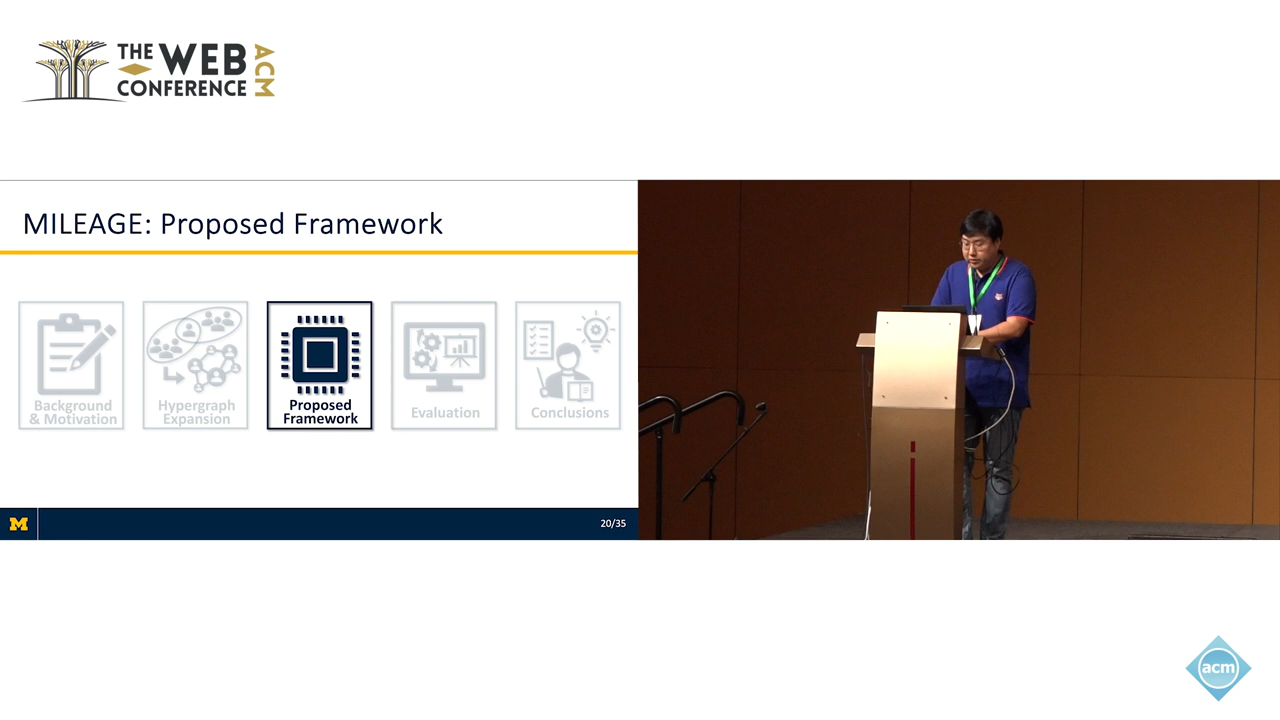 THE WEB
CONFERENCE
ACM
MILEAGE: Proposed Framework
Background
& Motivation
Hypergraph
Expansion
Proposed
Framework
Evaluation
Conclusions
M
20/35
acm